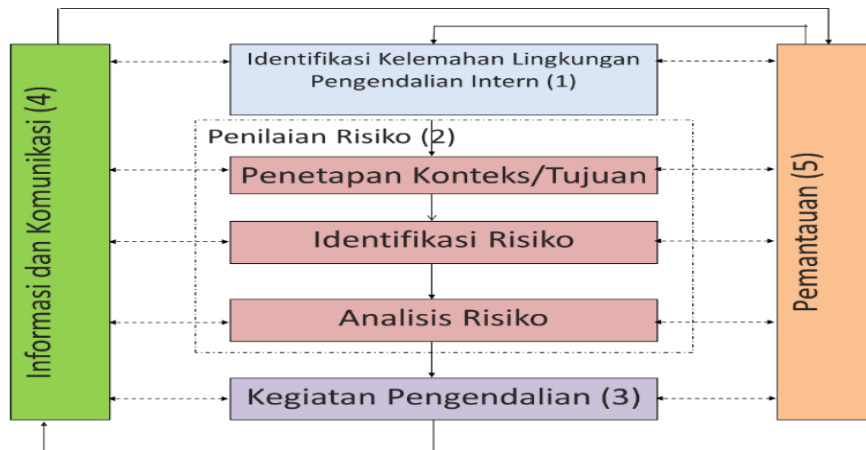 Identifikasi Kelemahan Lingkungan
Pengendalian Intern (1)
Penilaian Risiko (2)
Penetapan Konteks/Tujuan
Identifikasi Risiko
Analisis Risiko
Kegiatan Pengendalian (3)
Informasi dan Komunikasi (4)
Pemantauan (5)